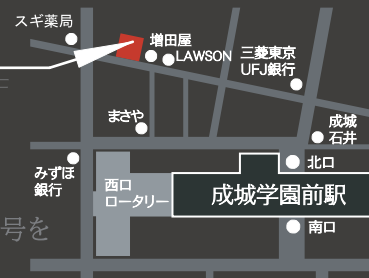 スギ薬局
増田屋
LAWSON
三菱東京
UFJ銀行
まさや
成城
石井
みずほ
銀行
西口
ロータリー
北口
成城学園前駅
南口
号を